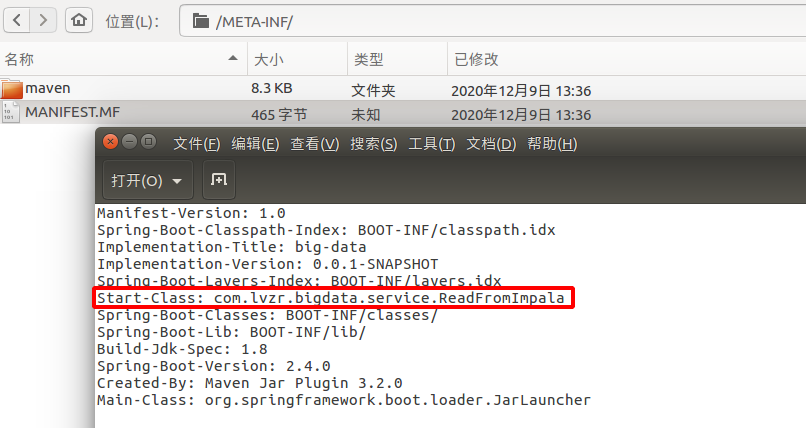 位置(L): /META-INF/
名称 大小 类型 已修改
maven 8.3 KB 文件夹 2020年12月9日 13:36
MANIFEST.MF 465 字节 未知 2020年12月9日 13:36
文件(F) 编辑(E) 查看(V) 搜索(S) 工具(T) 文档(D) 帮助(H)
打开(O)
Manifest-Version: 1.0
Spring-Boot-Classpath-Index: BOOT-INF/classpath.idx
Implementation-Title: big-data
Implementation-Version: 0.0.1-SNAPSHOT
Spring-Boot-Layers-Index: BOOT-INF/layers.idx
Start-Class: com.lvzr.bigdata.service.ReadFromImpala
Spring-Boot-Classes: BOOT-INF/classes/
Spring-Boot-Lib: BOOT-INF/lib/
Build-Jdk-Spec: 1.8
Spring-Boot-Version: 2.4.0
Created-By: Maven Jar Plugin 3.2.0
Main-Class: org.springframework.boot.loader.JarLauncher